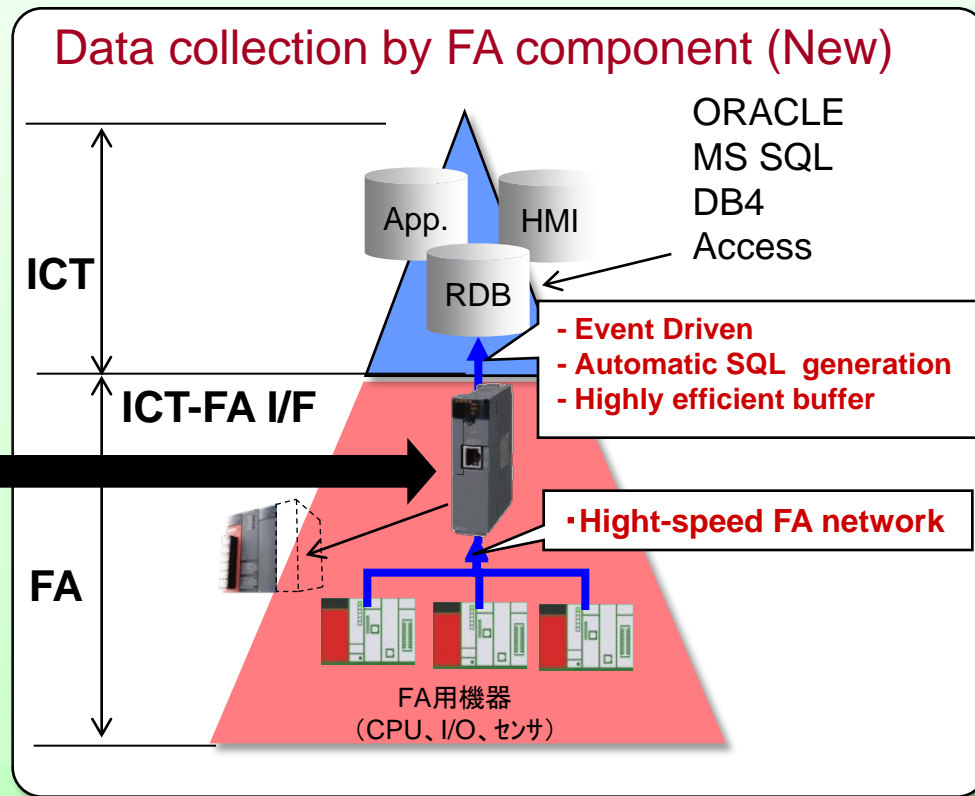 Data collection by FA component (New)
ORACLE
MS SQL
DB4
Access
App.
HMI
RDB
ICT
- Event Driven
- Automatic SQL generation
- Highly efficient buffer
ICT-FA I/F
・Hight-speed FA network
FA
FA用機器
（CPU、I/O、ｾﾝｻ）